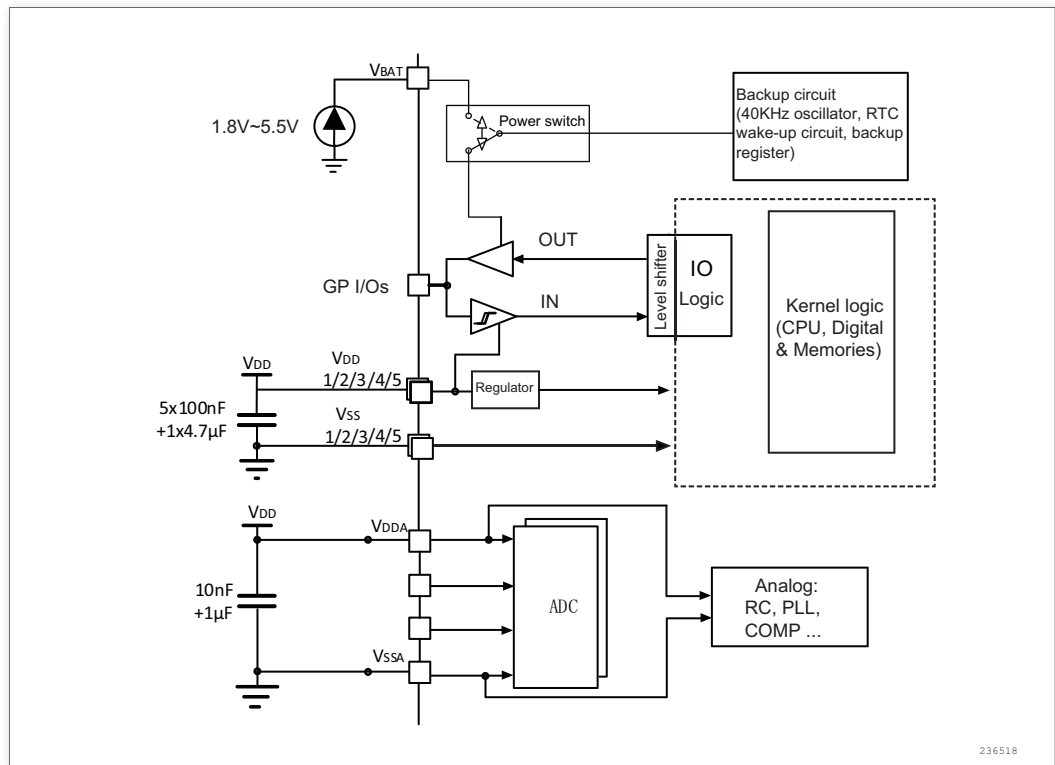 VBAT
1.8V~5.5V
Power switch
Backup circuit
(40KHz oscillator, RTC
wake-up circuit, backup
register)
OUT
GP I/Os
IN
Level shifter
IO
Logic
Kernel logic
(CPU, Digital
& Memories)
VDD
VDD
1/2/3/4/5
Regulator
5x100nF
+1x4.7µF
VSS
1/2/3/4/5
VDD
VDDA
10nF
+1µF
ADC
Analog:
RC, PLL,
COMP ...
VSSA
236518